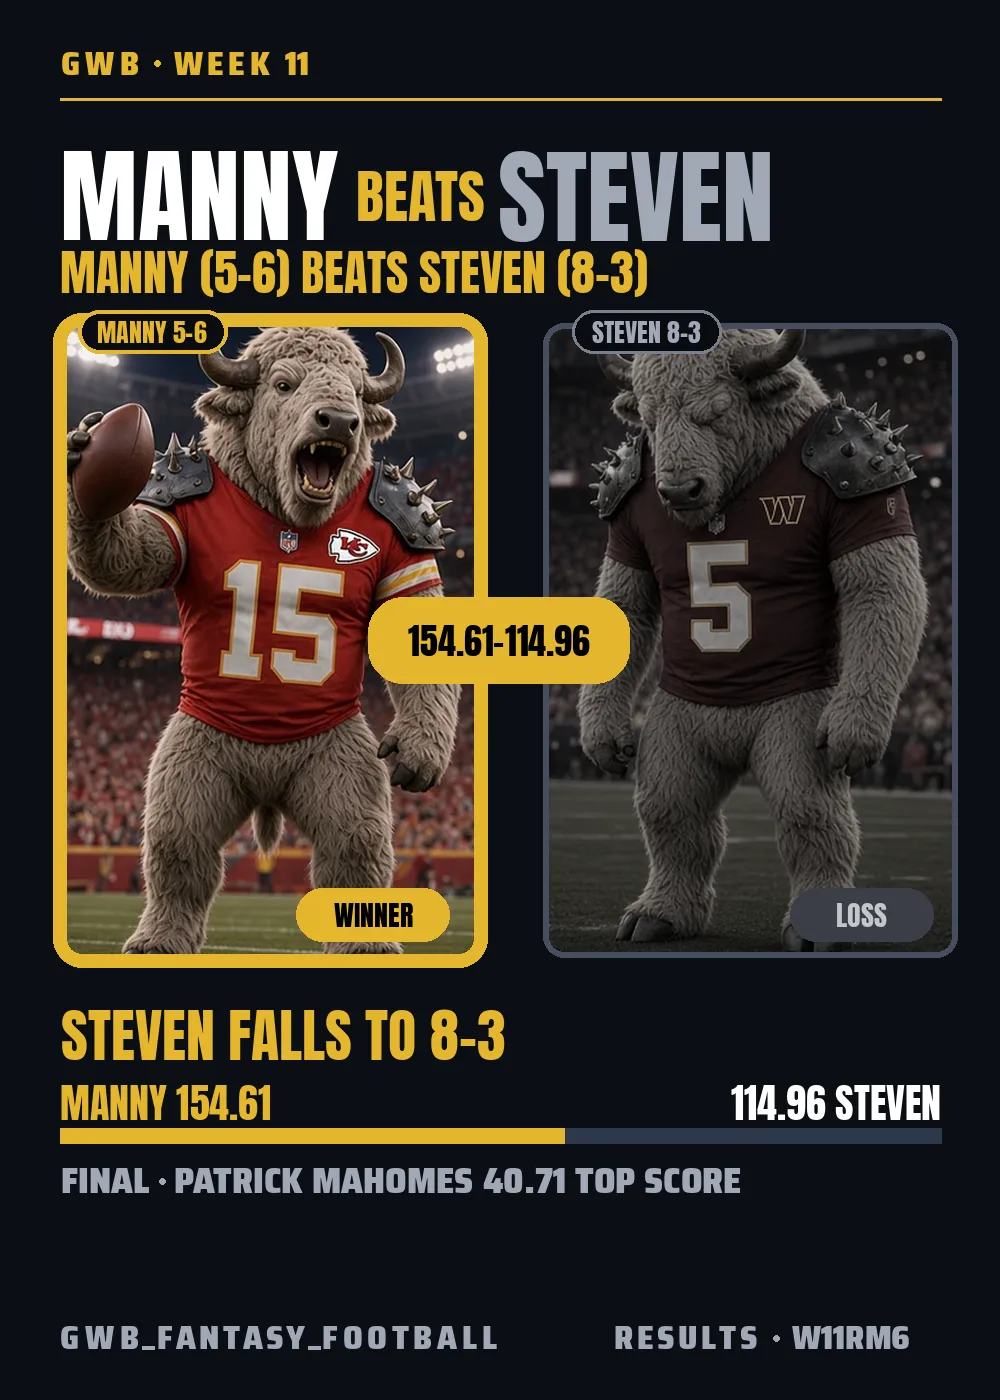 GWB · WEEK 11
MANNY BEATS STEVEN
MANNY (5-6) BEATS STEVEN (8-3)
MANNY 5-6
STEVEN 8-3
KC
15
W
5
154.61-114.96
WINNER
LOSS
STEVEN FALLS TO 8-3
MANNY 154.61
114.96 STEVEN
FINAL · PATRICK MAHOMES 40.71 TOP SCORE
GWB_FANTASY_FOOTBALL
RESULTS · W11RM6